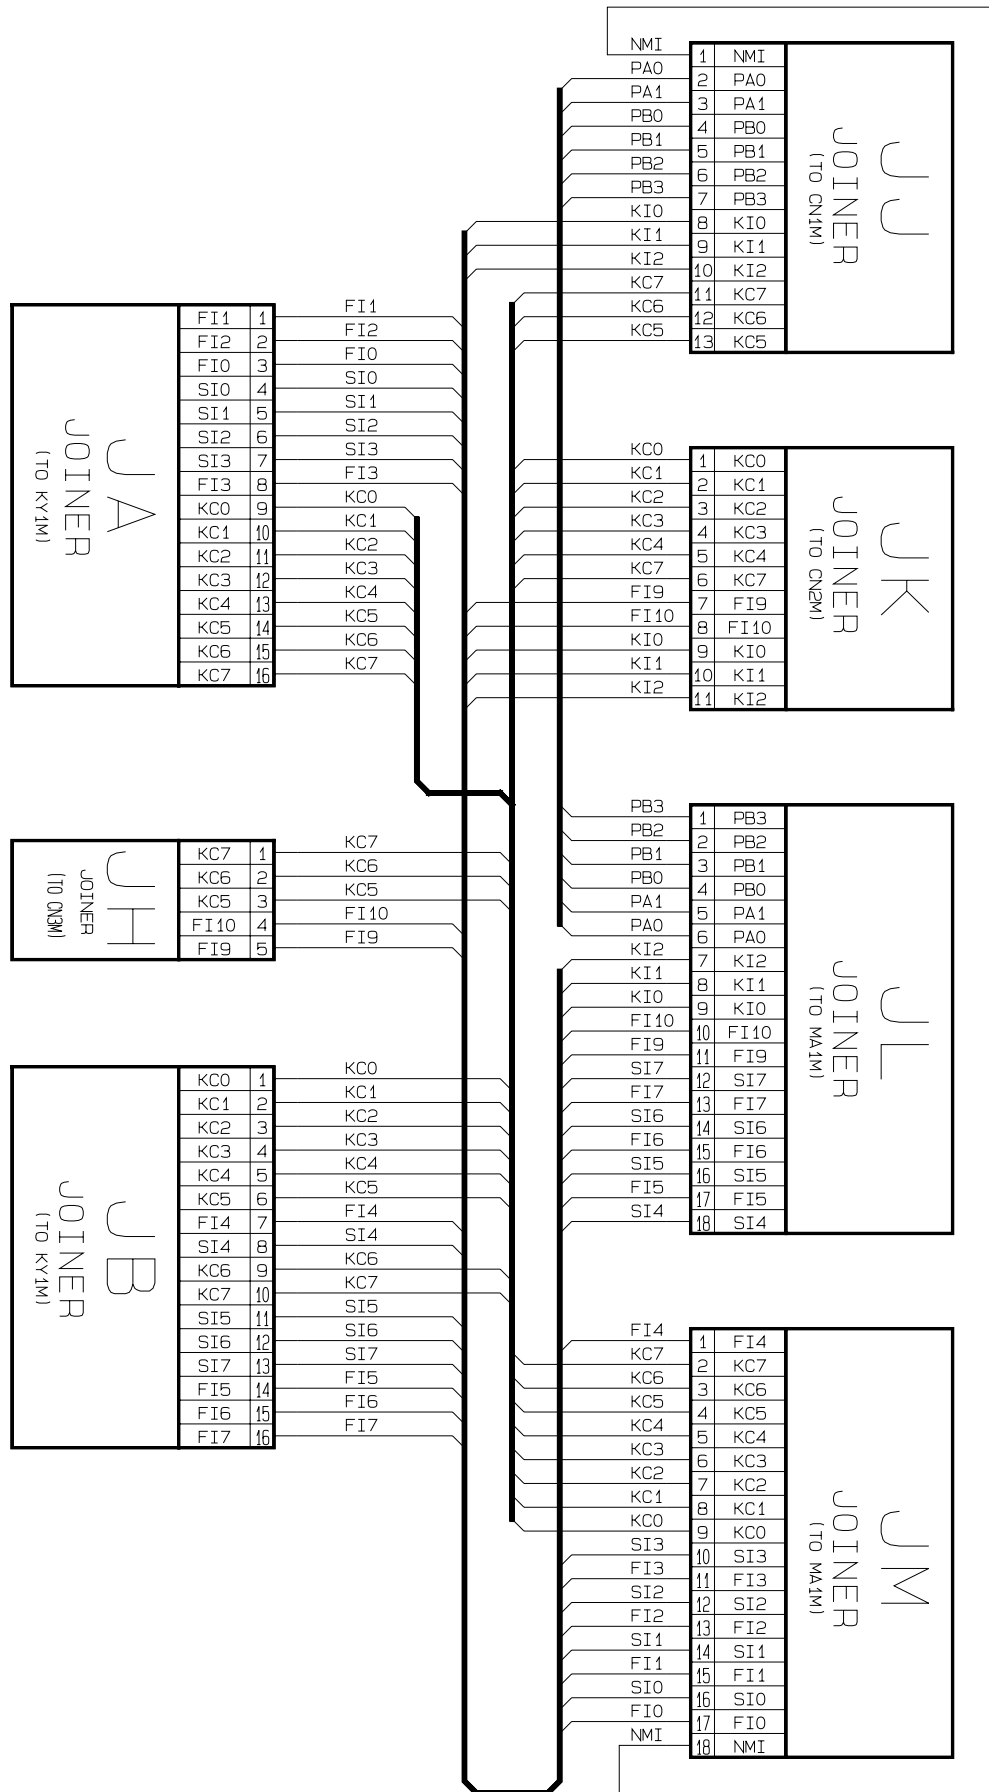 NMI
PA0
PA1
PB0
PB1
PB2
PB3
KI0
KI1
KI2
KC7
KC6
KC5
1 NMI
2 PA0
3 PA1
4 PB0
5 PB1
6 PB2
7 PB3
8 KI0
9 KI1
10 KI2
11 KC7
12 KC6
13 KC5
JJ
JOINER
(TO CN1M)
JA
JOINER
(TO KY1M)
FI1 1
FI2 2
FI0 3
SI0 4
SI1 5
SI2 6
SI3 7
FI3 8
KC0 9
KC1 10
KC2 11
KC3 12
KC4 13
KC5 14
KC6 15
KC7 16
FI1
FI2
FI0
SI0
SI1
SI2
SI3
FI3
KC0
KC1
KC2
KC3
KC4
KC5
KC6
KC7
KC0
KC1
KC2
KC3
KC4
KC7
FI9
FI10
KI0
KI1
KI2
1 KC0
2 KC1
3 KC2
4 KC3
5 KC4
6 KC7
7 FI9
8 FI10
9 KI0
10 KI1
11 KI2
JK
JOINER
(TO CN2M)
JH
JOINER
(TO CN3M)
KC7 1
KC6 2
KC5 3
FI10 4
FI9 5
KC7
KC6
KC5
FI10
FI9
PB3
PB2
PB1
PB0
PA1
PA0
KI2
KI1
KI0
FI10
FI9
SI7
FI7
SI6
FI6
SI5
FI5
SI4
1 PB3
2 PB2
3 PB1
4 PB0
5 PA1
6 PA0
7 KI2
8 KI1
9 KI0
10 FI10
11 FI9
12 SI7
13 FI7
14 SI6
15 FI6
16 SI5
17 FI5
18 SI4
JL
JOINER
(TO MA1M)
JB
JOINER
(TO KY1M)
KC0 1
KC1 2
KC2 3
KC3 4
KC4 5
KC5 6
FI4 7
SI4 8
KC6 9
KC7 10
SI5 11
SI6 12
SI7 13
FI5 14
FI6 15
FI7 16
KC0
KC1
KC2
KC3
KC4
KC5
FI4
SI4
KC6
KC7
SI5
SI6
SI7
FI5
FI6
FI7
FI4
KC7
KC6
KC5
KC4
KC3
KC2
KC1
KC0
SI3
FI3
SI2
FI2
SI1
FI1
SI0
FI0
NMI
1 FI4
2 KC7
3 KC6
4 KC5
5 KC4
6 KC3
7 KC2
8 KC1
9 KC0
10 SI3
11 FI3
12 SI2
13 FI2
14 SI1
15 FI1
16 SI0
17 FI0
18 NMI
JM
JOINER
(TO MA1M)